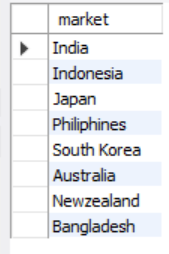 market
India
Indonesia
Japan
Philiphines
South Korea
Australia
Newzealand
Bangladesh